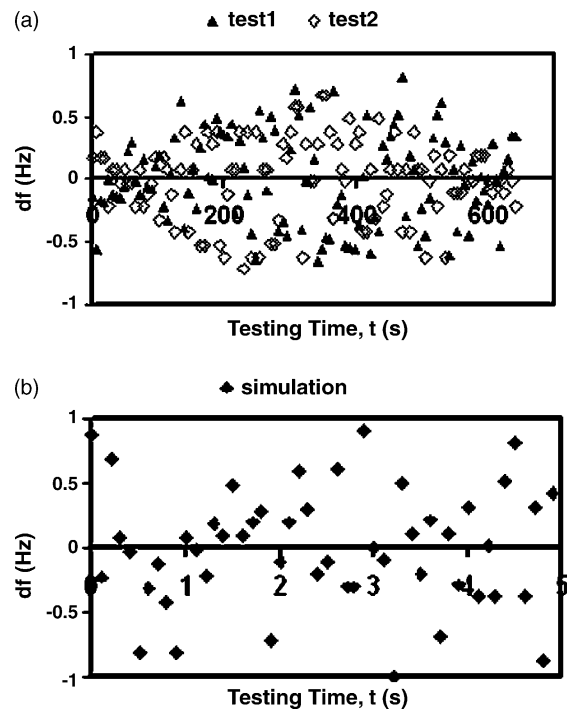 (a)
test1 test2
1
0.5
0
-0.5
-1
df (Hz)
0 200 400 600
Testing Time, t (s)
(b)
simulation
1
0.5
0
-0.5
-1
df (Hz)
0 1 2 3 4 5
Testing Time, t (s)